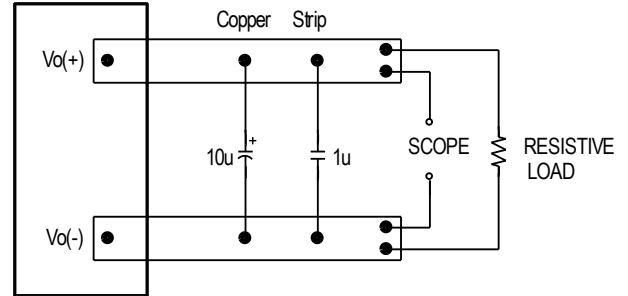 Copper Strip
Vo(+)
10u
+
1u
SCOPE
RESISTIVE
LOAD
Vo(-)